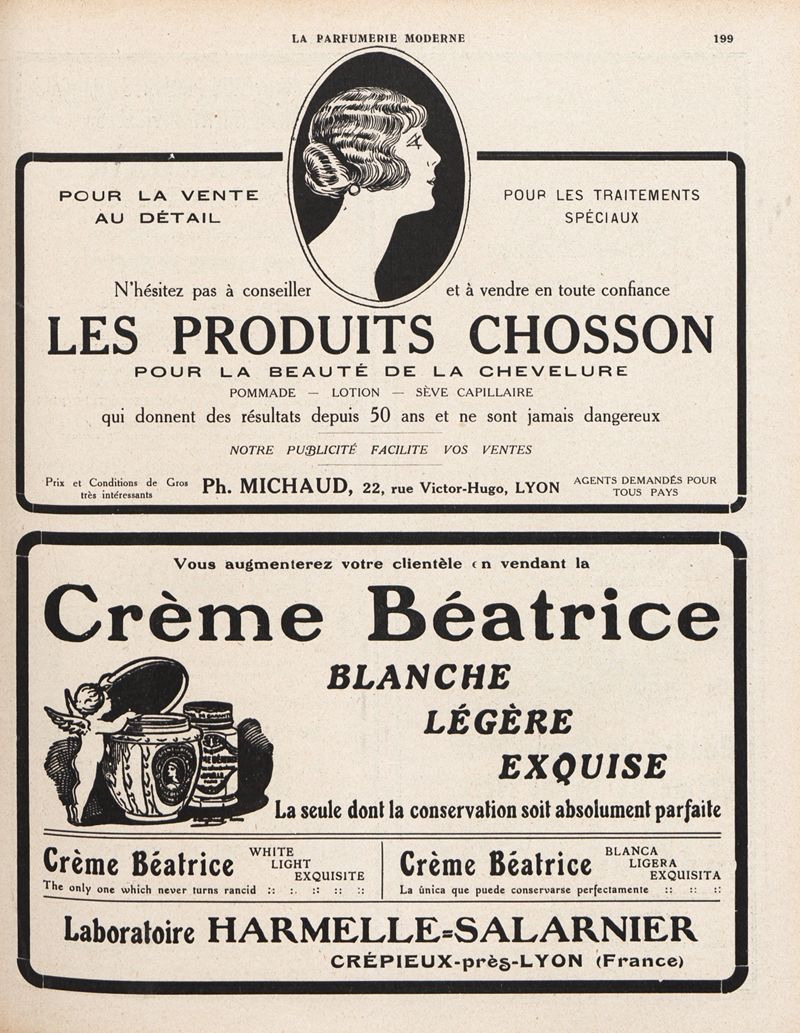 LA PARFUMERIE MODERNE
199
POUR LA VENTE
AU DÉTAIL
POUR LES TRAITEMENTS
SPÉCIAUX
N'hésitez pas à conseiller et à vendre en toute confiance
LES PRODUITS CHOSSON
POUR LA BEAUTÉ DE LA CHEVELURE
POMMADE — LOTION — SÈVE CAPILLAIRE
qui donnent des résultats depuis 50 ans et ne sont jamais dangereux
NOTRE PUBLICITÉ FACILITE VOS VENTES
Prix et Conditions de Gros
très intéressants
Ph. MICHAUD, 22, rue Victor-Hugo, LYON
AGENTS DEMANDÉS POUR
TOUS PAYS
Vous augmenterez votre clientèle en vendant la
Crème Béatrice
BLANCHE
LÉGÈRE
EXQUISE
La seule dont la conservation soit absolument parfaite
Crème Béatrice
WHITE
LIGHT
EXQUISITE
The only one which never turns rancid :: :. :: :: ::
Crème Béatrice
BLANCA
LIGERA
EXQUISITA
La única que puede conservarse perfectamente :: :: ::
Laboratoire HARMELLE=SALARNIER
CRÉPIEUX-près-LYON (France)